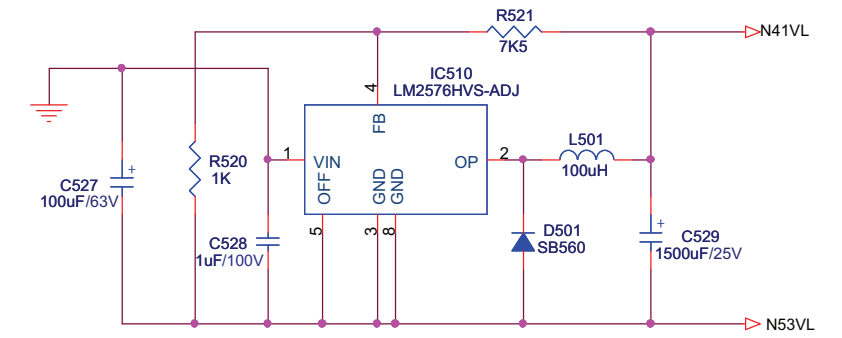 R521
7K5
N41VL
IC510
LM2576HVS-ADJ
4
FB
L501
100uH
1
VIN
OP
2
R520
1K
OFF
GND
GND
C527
100uF/63V
+
5
3
8
C528
1uF/100V
D501
SB560
+
C529
1500uF/25V
N53VL